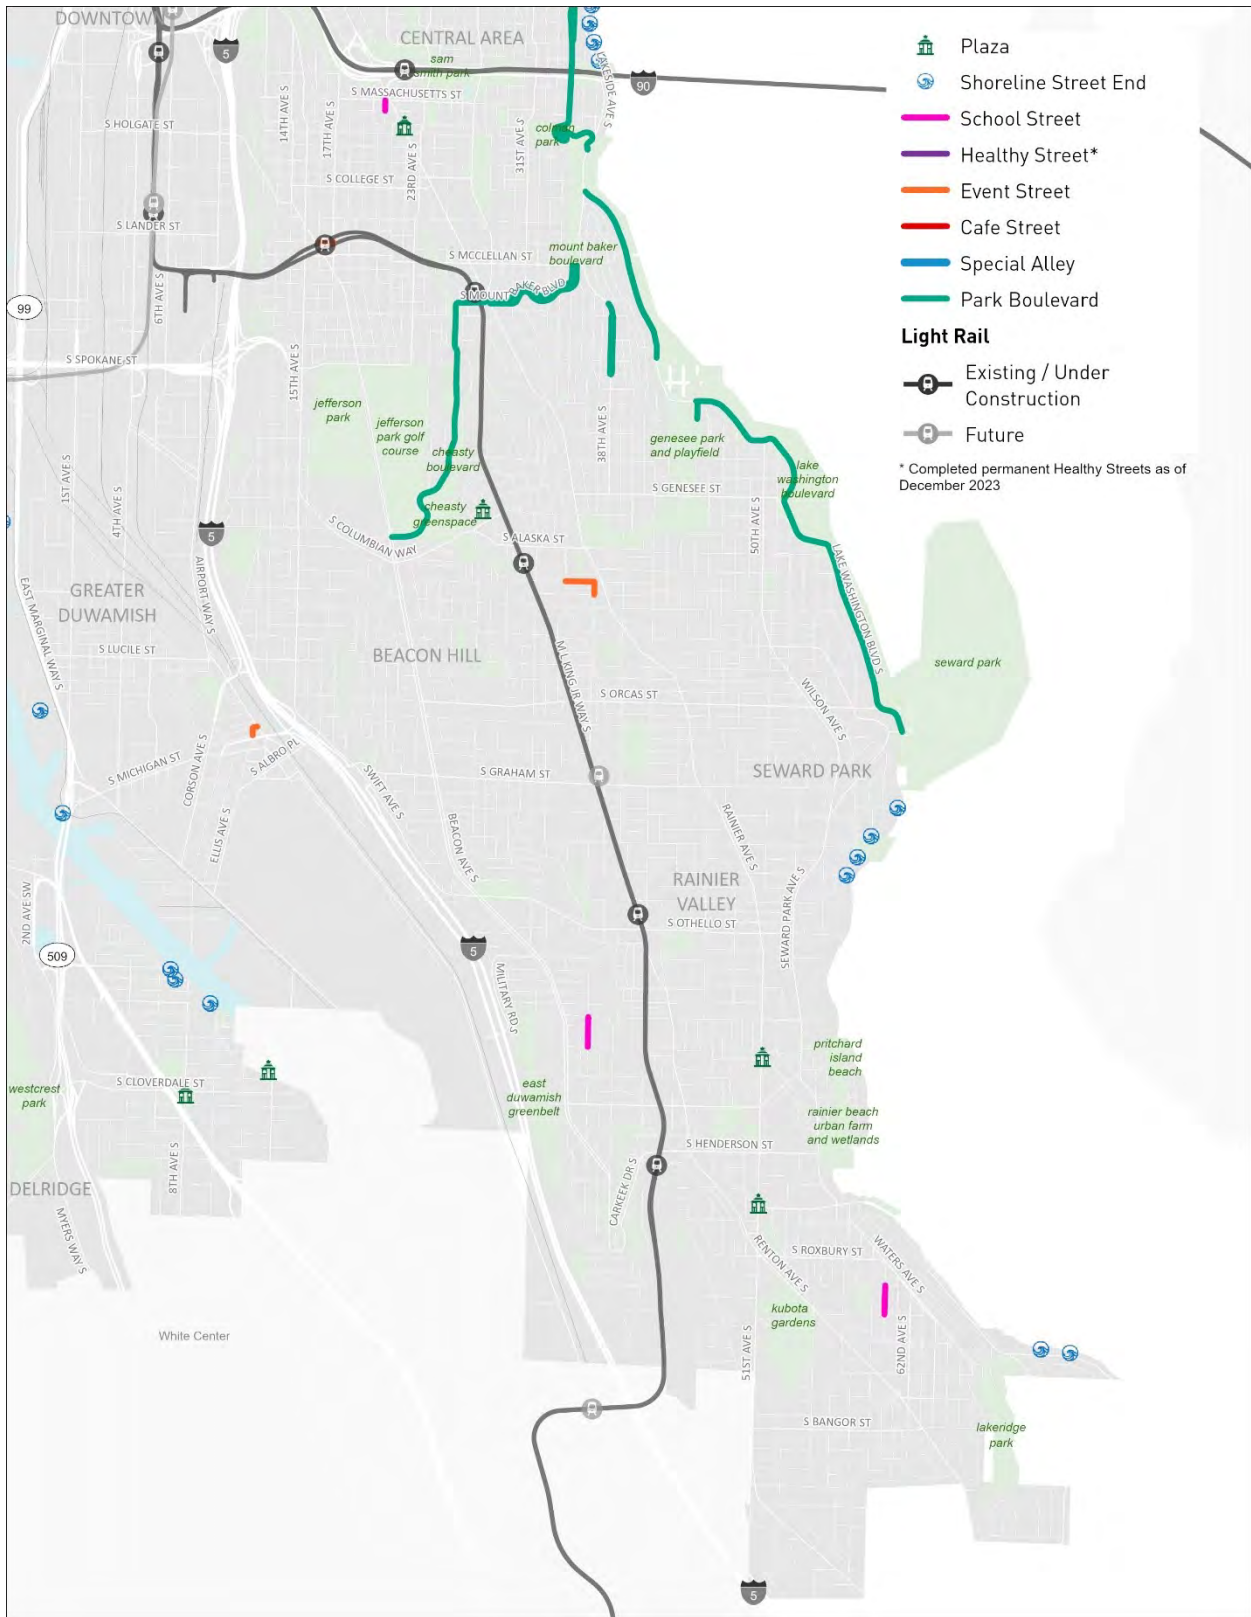 DOWNTOWN
5
CENTRAL AREA
sam
smith park
LAKESIDE AVE S
90
S MASSACHUSETTS ST
14TH AVE S
17TH AVE S
S HOLGATE ST
23RD AVE S
31ST AVE S
colman
park
S COLLEGE ST
S LANDER ST
S MCCLELLAN ST
mount baker
boulevard
S MOUNT BAKER BLVD
6TH AVE S
99
S SPOKANE ST
15TH AVE S
jefferson
park
jefferson
park golf
course
cheasty
boulevard
38TH AVE S
genesee park
and playfield
lake
washington
boulevard
1ST AVE S
4TH AVE S
S GENESEE ST
50TH AVE S
cheasty
greenspace
S COLUMBIAN WAY
5
S ALASKA ST
AIRPORT WAY S
EAST MARGINAL WAY S
GREATER
DUWAMISH
LAKE WASHINGTON BLVD S
S LUCILE ST
BEACON HILL
M L KING JR WAY S
seward park
S ORCAS ST
WILSON AVE S
S MICHIGAN ST
CORSON AVE S
S ALBRO PL
SWIFT AVE S
S GRAHAM ST
SEWARD PARK
ELLIS AVE S
BEACON AVE S
RAINIER AVE S
RAINIER
VALLEY
2ND AVE SW
SEWARD PARK AVE S
S OTHELLO ST
509
5
MILITARY RD S
pritchard
island
beach
S CLOVERDALE ST
westcrest
park
east
duwamish
greenbelt
rainier beach
urban farm
and wetlands
S HENDERSON ST
8TH AVE S
DELRIDGE
MYERS WAY S
CARKEEK DR S
RENTON AVE S
S ROXBURY ST
WATERS AVE S
kubota
gardens
White Center
51ST AVE S
62ND AVE S
S BANGOR ST
lakeridge
park
5
Plaza
Shoreline Street End
School Street
Healthy Street*
Event Street
Cafe Street
Special Alley
Park Boulevard
Light Rail
Existing / Under
Construction
Future
* Completed permanent Healthy Streets as of
December 2023